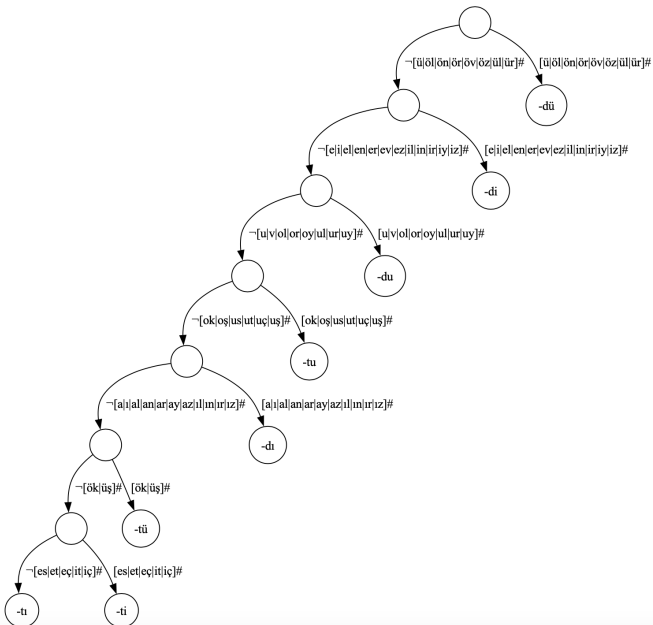 ¬[ü|öl|ön|ör|öv|öz|ül|ür]# [ü|öl|ön|ör|öv|öz|ül|ür]#
-dü
¬[e|i|el|en|er|ev|ez|il|in|ir|iy|iz]# [e|i|el|en|er|ev|ez|il|in|ir|iy|iz]#
-di
¬[u|v|ol|or|oy|ul|ur|uy]# [u|v|ol|or|oy|ul|ur|uy]#
-du
¬[ok|oş|us|ut|uç|uş]# [ok|oş|us|ut|uç|uş]#
-tu
¬[a|ı|al|an|ar|ay|az|ıl|ın|ır|ız]# [a|ı|al|an|ar|ay|az|ıl|ın|ır|ız]#
-dı
¬[ök|üş]# [ök|üş]#
-tü
¬[es|et|eç|it|iç]# [es|et|eç|it|iç]#
-tı -ti